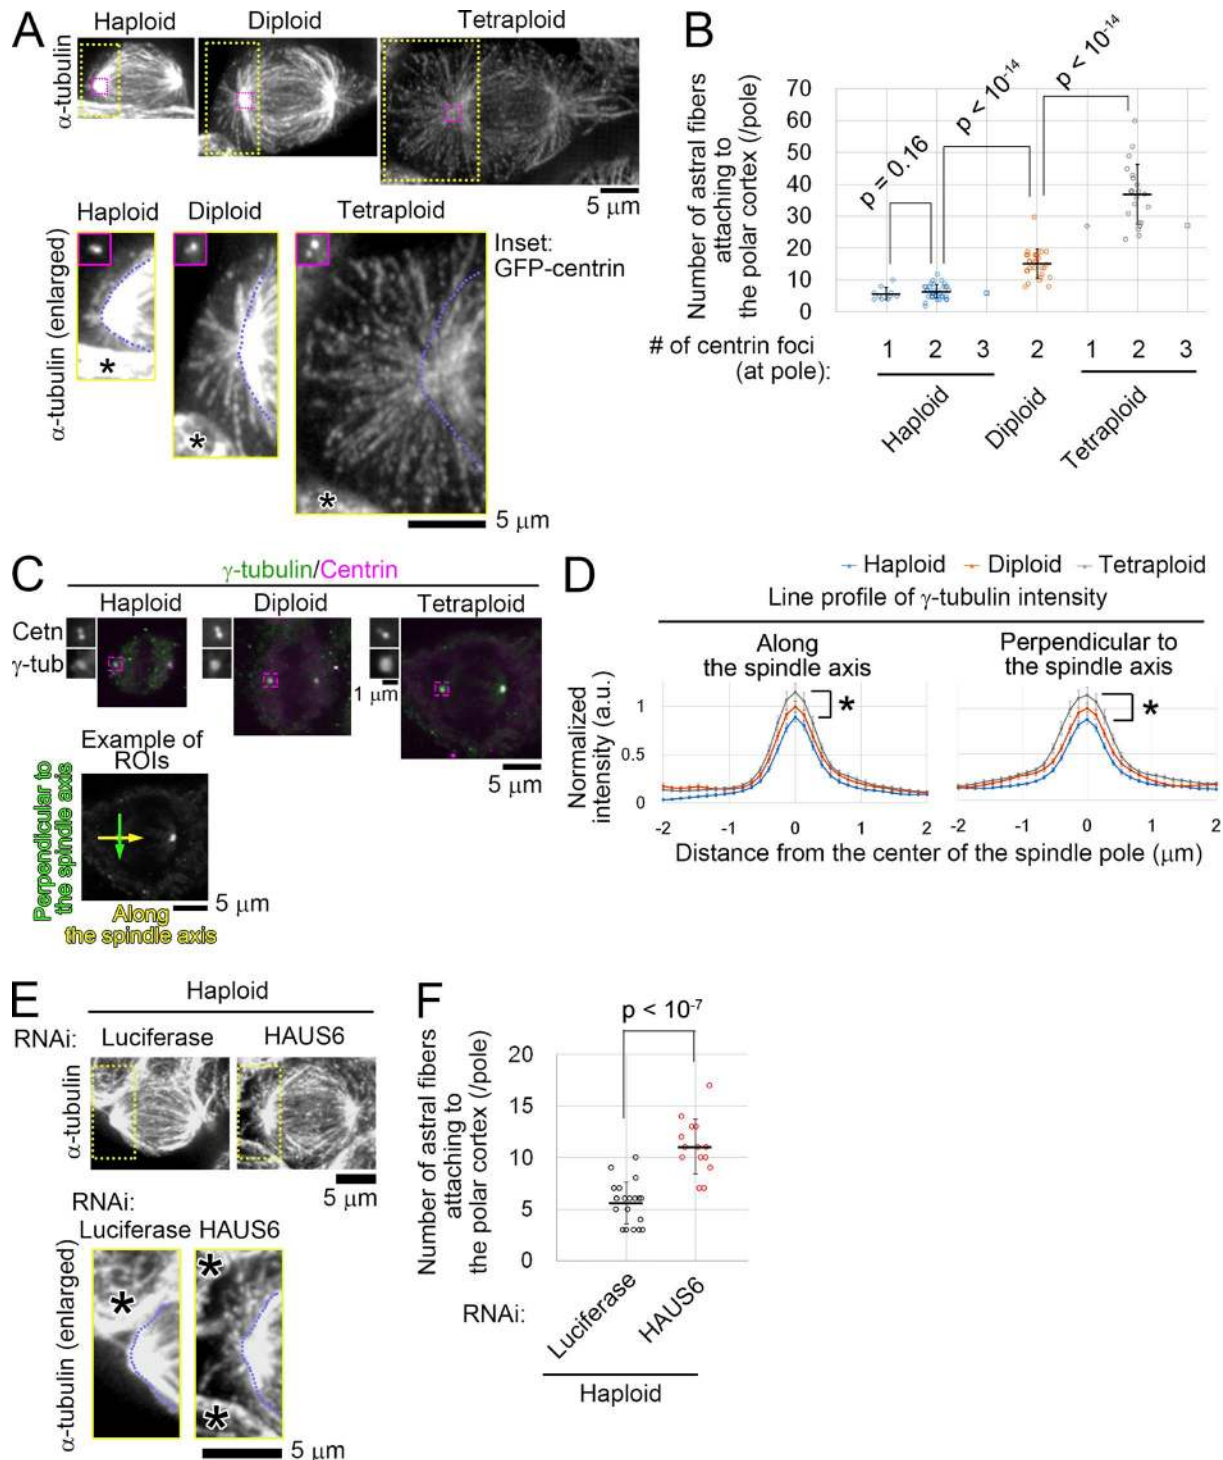 A
Haploid
Diploid
Tetraploid
α-tubulin
5 μm
Haploid
Diploid
Tetraploid
α-tubulin (enlarged)
Inset:
GFP-centrin
*
*
*
5 μm
B
Number of astral fibers
attaching to
the polar cortex (/pole)
70
60
50
40
30
20
10
0
p = 0.16
p < 10⁻¹⁴
p < 10⁻¹⁴
# of centrin foci
(at pole):
1
2
3
2
1
2
3
Haploid
Diploid
Tetraploid
C
γ-tubulin/Centrin
Haploid
Diploid
Tetraploid
Cetn
γ-tub
1 μm
5 μm
Example of
ROIs
Perpendicular to
the spindle axis
5 μm
Along
the spindle axis
D
Haploid
Diploid
Tetraploid
Line profile of γ-tubulin intensity
Along
the spindle axis
Perpendicular to
the spindle axis
Normalized
intensity (a.u.)
1
0.5
0
*
*
-2
-1
0
1
2
-2
-1
0
1
2
Distance from the center of the spindle pole (μm)
E
Haploid
RNAi:
Luciferase
HAUS6
α-tubulin
5 μm
RNAi:
Luciferase
HAUS6
α-tubulin (enlarged)
*
*
*
5 μm
F
p < 10⁻⁷
Number of astral fibers
attaching to
the polar cortex (/pole)
20
15
10
5
0
RNAi:
Luciferase
HAUS6
Haploid